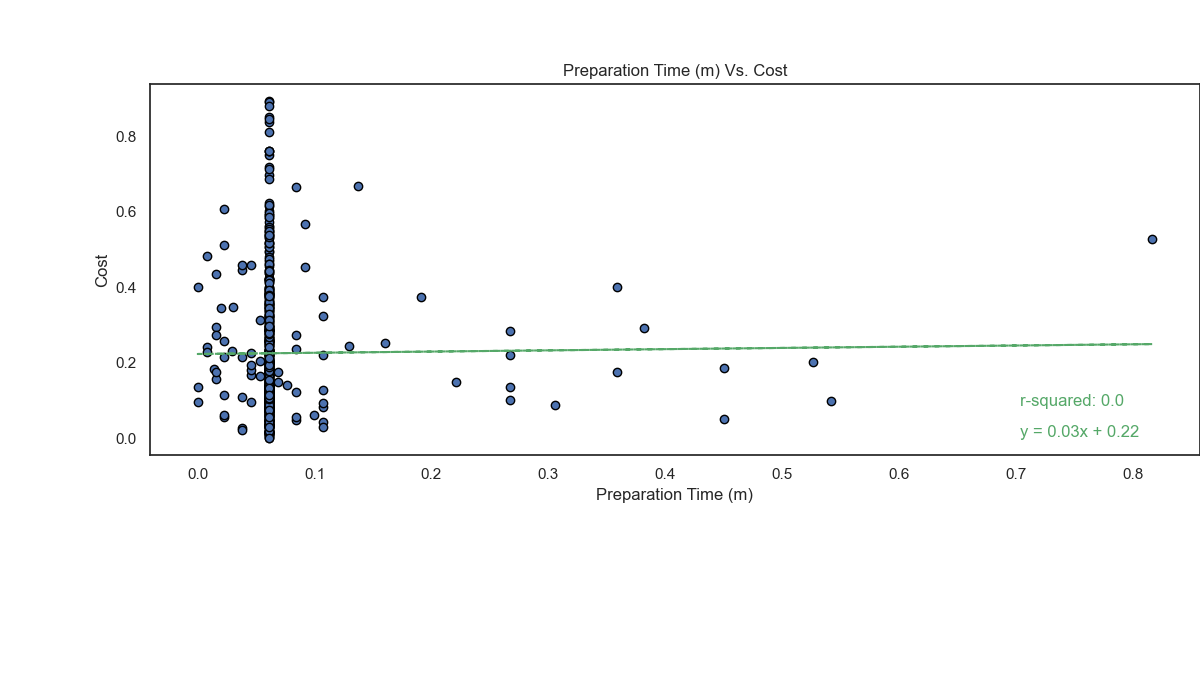 Preparation Time (m) Vs. Cost
0.8
0.6
0.4
0.2
0.0
Cost
r-squared: 0.0
y = 0.03x + 0.22
0.0 0.1 0.2 0.3 0.4 0.5 0.6 0.7 0.8
Preparation Time (m)